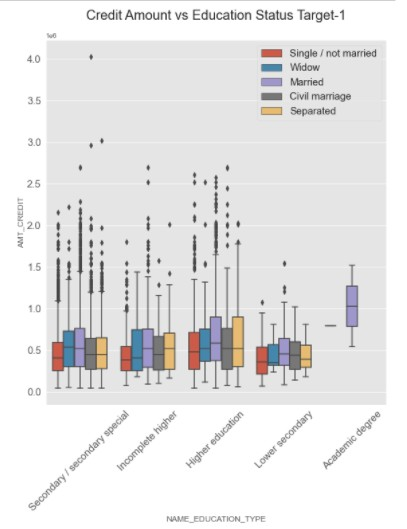 Credit Amount vs Education Status Target-1
1e6
Single / not married
Widow
Married
Civil marriage
Separated
4.0
3.5
3.0
2.5
2.0
1.5
1.0
0.5
0.0
AMT_CREDIT
Secondary / secondary special
Incomplete higher
Higher education
Lower secondary
Academic degree
NAME_EDUCATION_TYPE